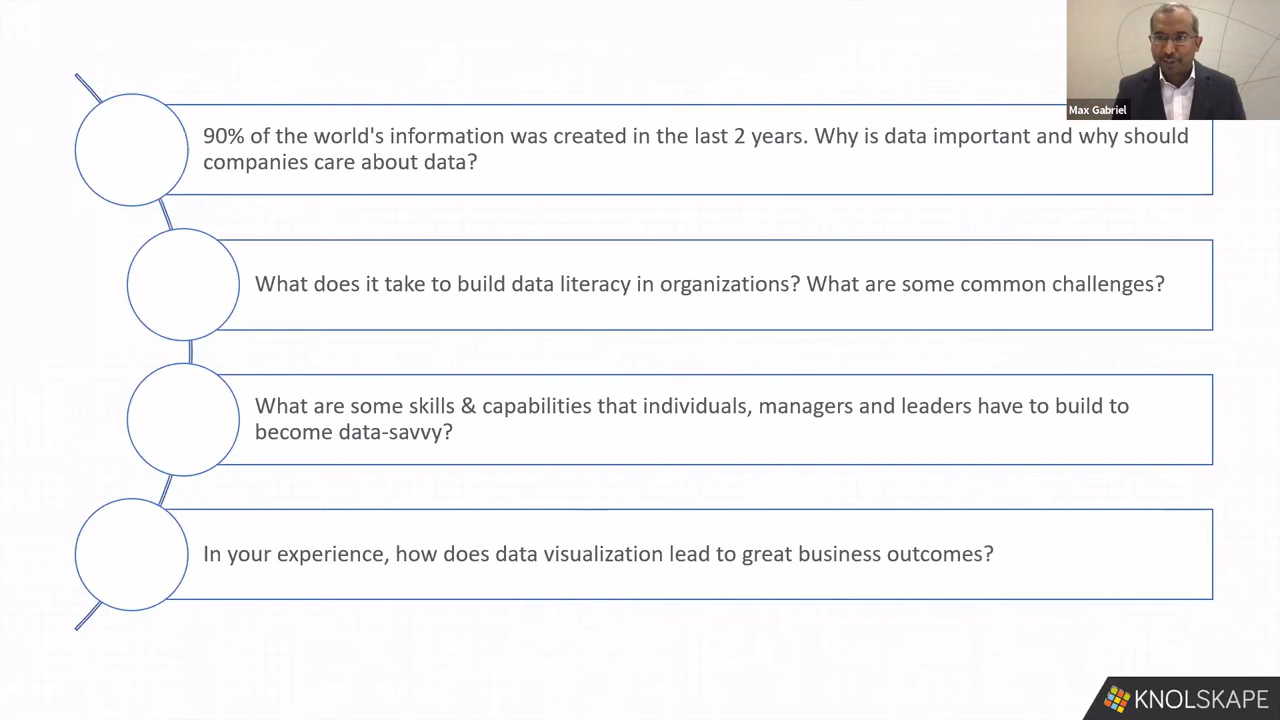 Max Gabriel
90% of the world's information was created in the last 2 years. Why is data important and why should
companies care about data?
What does it take to build data literacy in organizations? What are some common challenges?
What are some skills & capabilities that individuals, managers and leaders have to build to
become data-savvy?
In your experience, how does data visualization lead to great business outcomes?
KNOLSKAPE